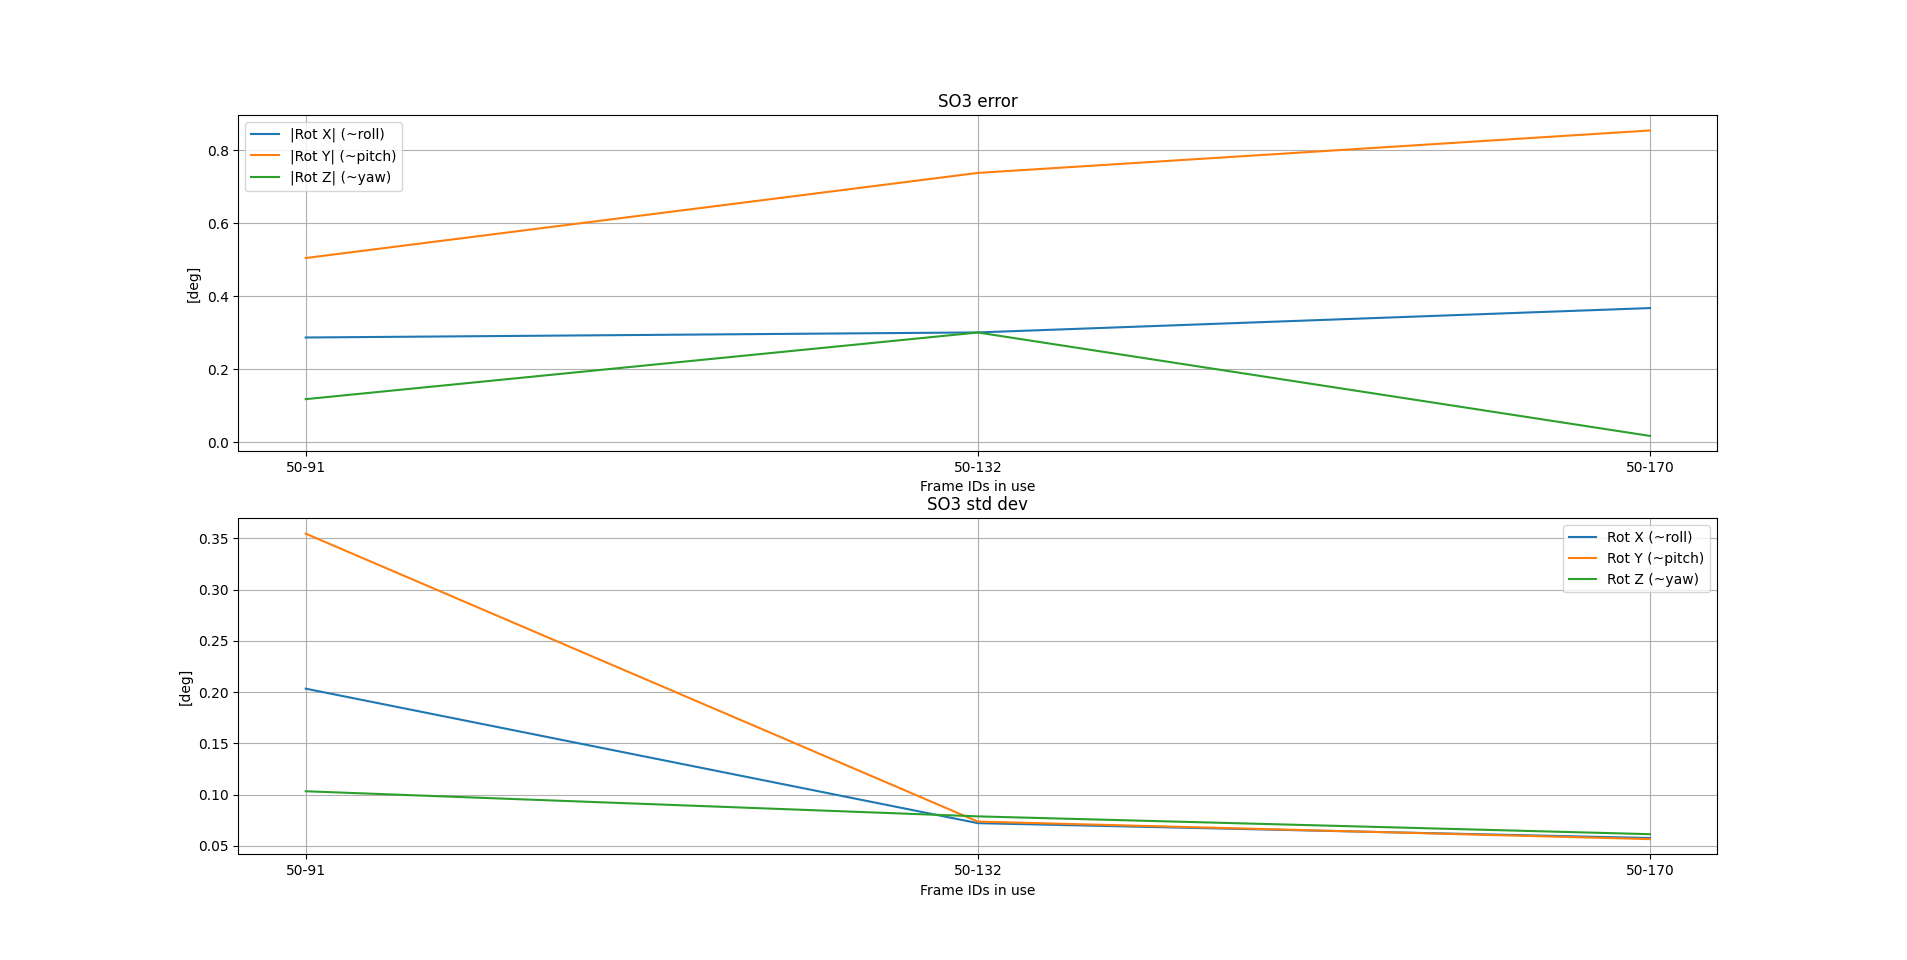 SO3 error
|Rot X| (~roll)
|Rot Y| (~pitch)
|Rot Z| (~yaw)
[deg]
0.8
0.6
0.4
0.2
0.0
50-91 50-132 50-170
Frame IDs in use
SO3 std dev
Rot X (~roll)
Rot Y (~pitch)
Rot Z (~yaw)
[deg]
0.35
0.30
0.25
0.20
0.15
0.10
0.05
50-91 50-132 50-170
Frame IDs in use